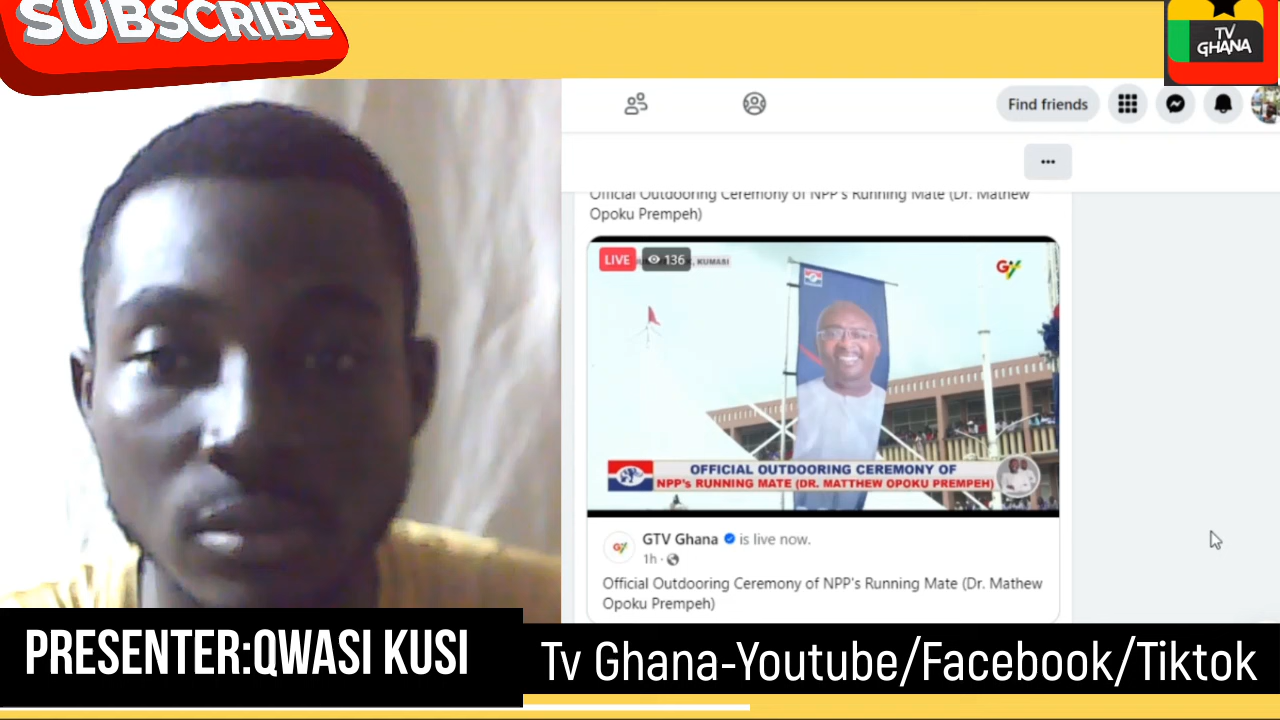 SUBSCRIBE
TV
GHANA
Find friends
Official Outdooring Ceremony of NPP's Running Mate (Dr. Mathew
Opoku Prempeh)
LIVE
136
, KUMASI
OFFICIAL OUTDOORING CEREMONY OF
NPP's RUNNING MATE (DR. MATTHEW OPOKU PREMPEH)
GTV Ghana is live now.
1h ·
Official Outdooring Ceremony of NPP's Running Mate (Dr. Mathew
Opoku Prempeh)
PRESENTER:QWASI KUSI
Tv Ghana-Youtube/Facebook/Tiktok